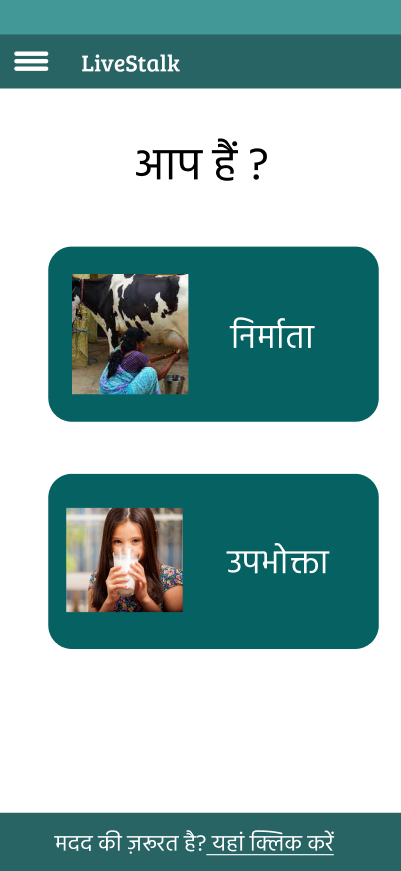 LiveStalk
आप हैं ?
निर्माता
उपभोक्ता
मदद की ज़रूरत है? यहां क्लिक करें